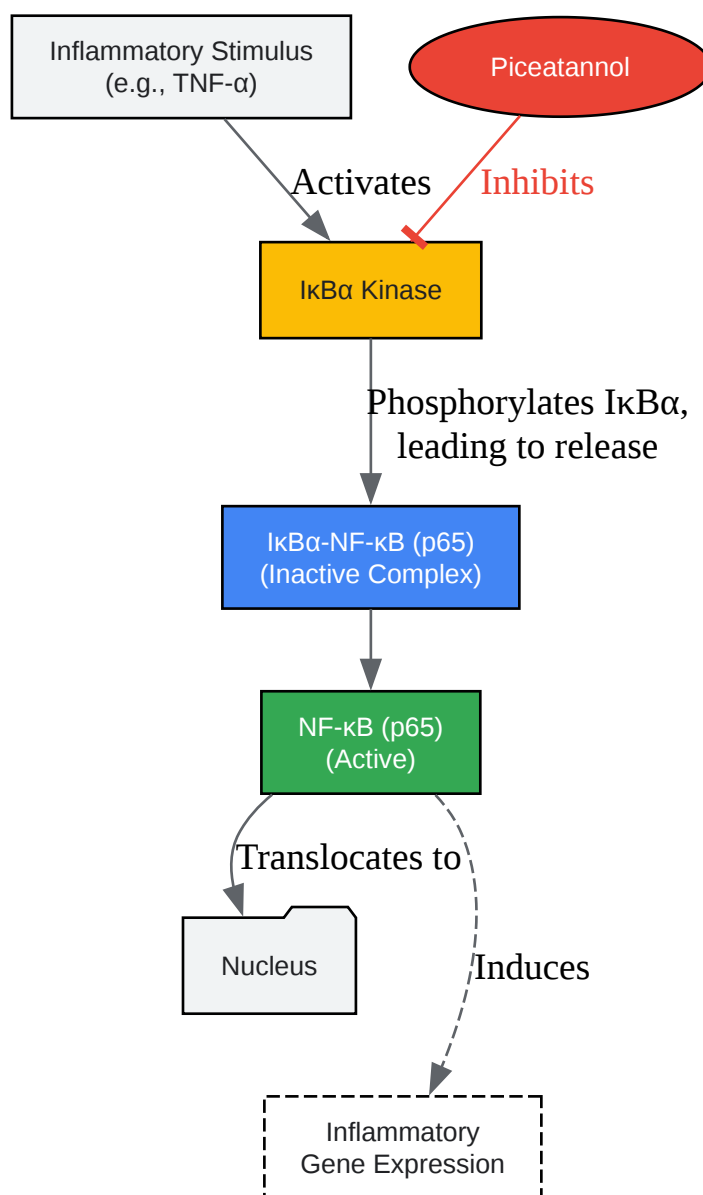 Inflammatory Stimulus
(e.g., TNF-α)
Piceatannol
Activates
Inhibits
IκBα Kinase
Phosphorylates IκBα,
leading to release
IκBα-NF-κB (p65)
(Inactive Complex)
NF-κB (p65)
(Active)
Translocates to
Nucleus
Induces
Inflammatory
Gene Expression